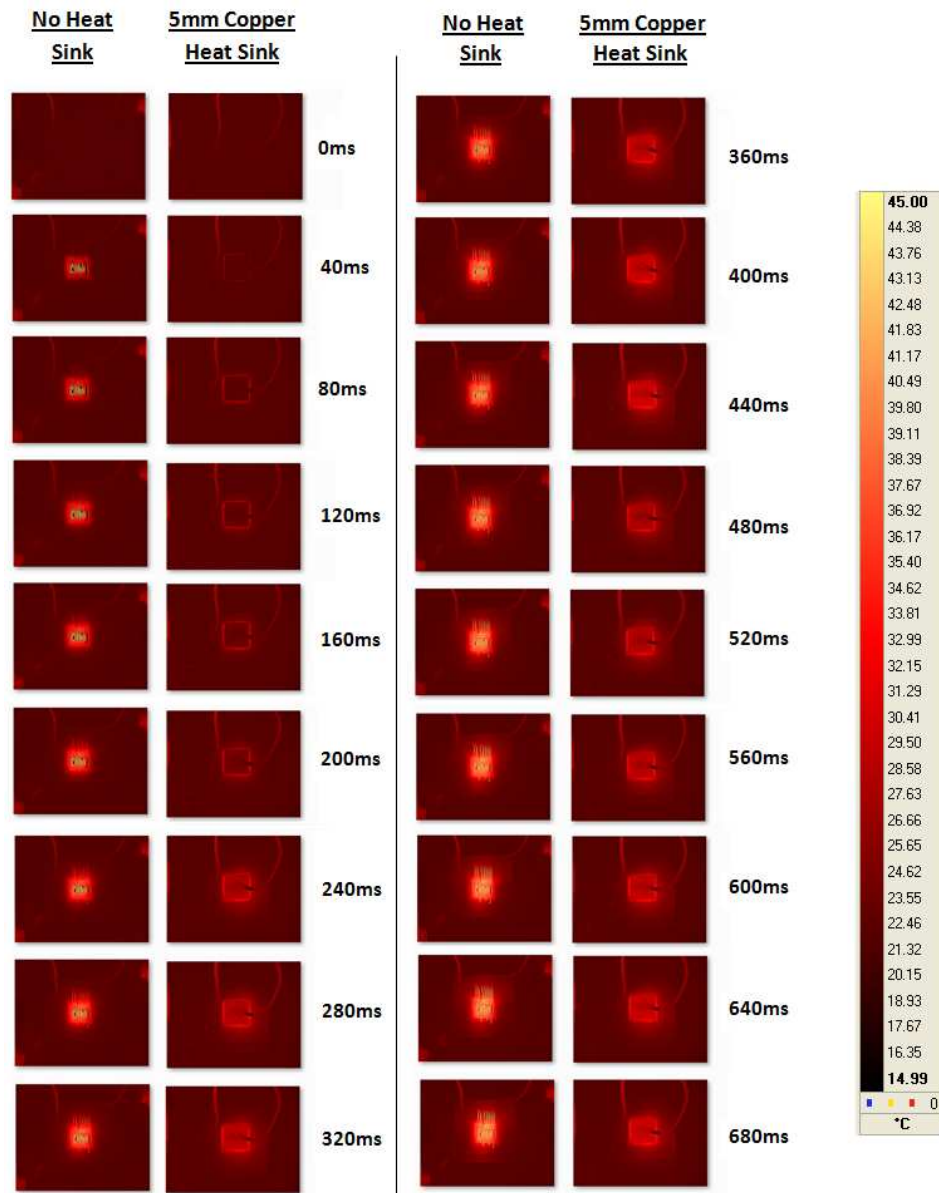 No Heat
Sink
5mm Copper
Heat Sink
0ms
40ms
80ms
120ms
160ms
200ms
240ms
280ms
320ms
No Heat
Sink
5mm Copper
Heat Sink
360ms
400ms
440ms
480ms
520ms
560ms
600ms
640ms
680ms
45.00
44.38
43.76
43.13
42.48
41.83
41.17
40.49
39.80
39.11
38.39
37.67
36.92
36.17
35.40
34.62
33.81
32.99
32.15
31.29
30.41
29.50
28.58
27.63
26.66
25.65
24.62
23.55
22.46
21.32
20.15
18.93
17.67
16.35
14.99
0
°C